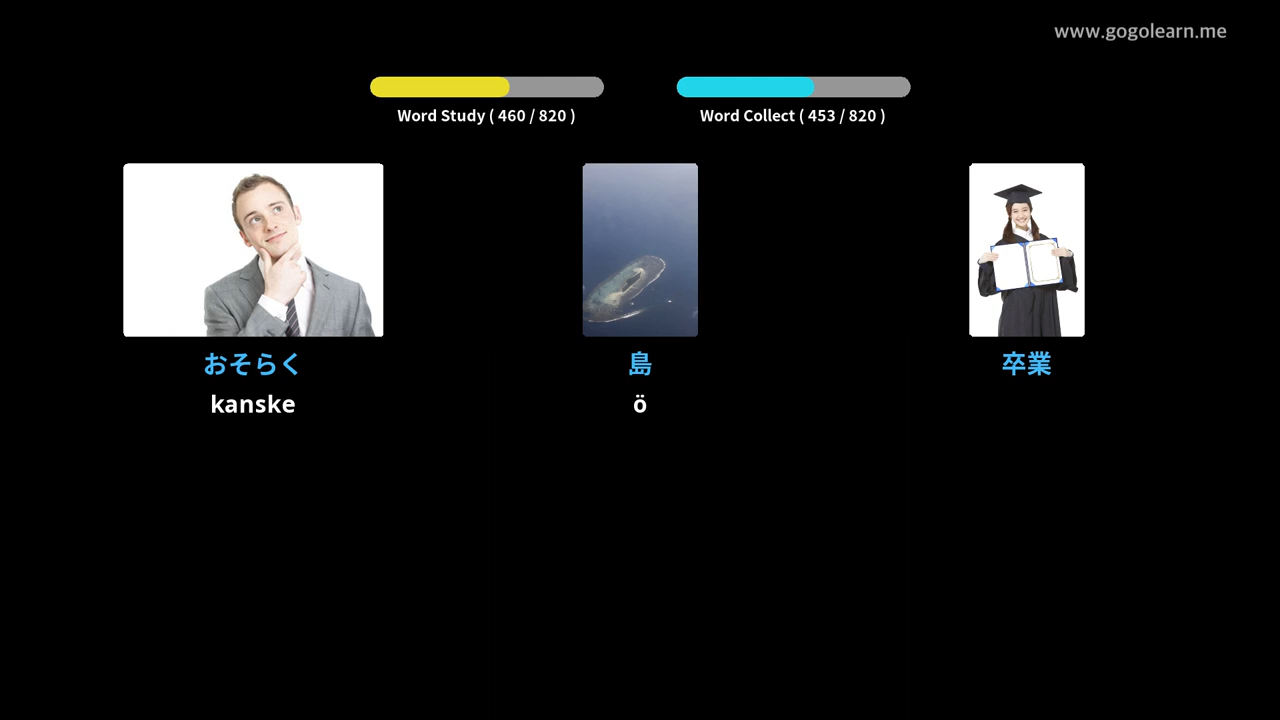 www.gogolearn.me
Word Study ( 460 / 820 )
Word Collect ( 453 / 820 )
おそらく
島
卒業
kanske
ö